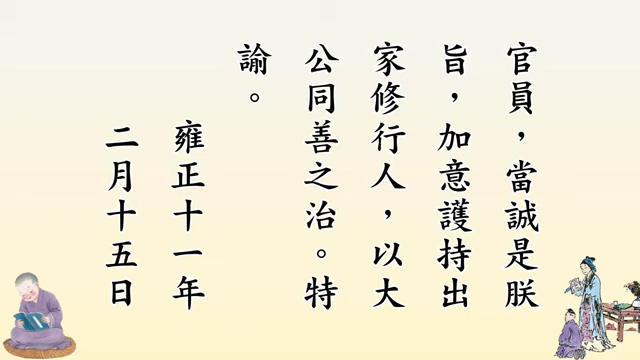 官員，當誠是朕
旨，加意護持出
家修行人，以大
公同善之治。特
諭。
雍正十一年
二月十五日